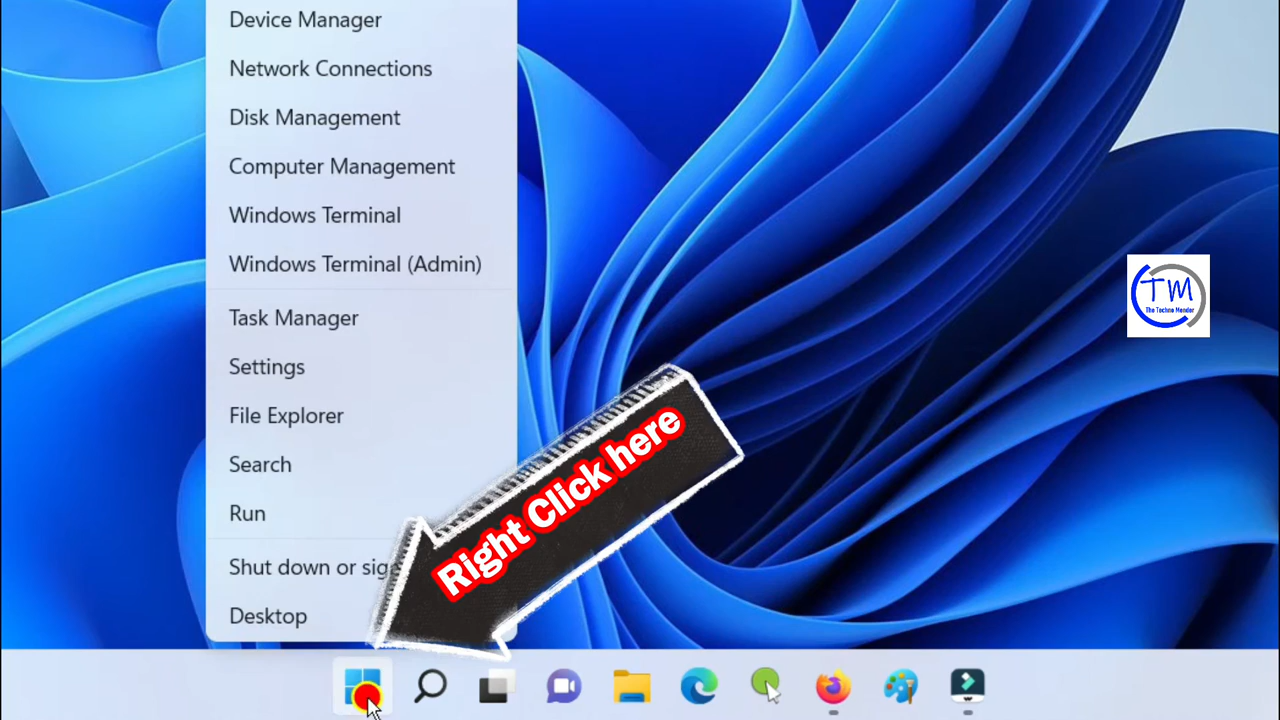 Device Manager
Network Connections
Disk Management
Computer Management
Windows Terminal
Windows Terminal (Admin)
Task Manager
Settings
File Explorer
Search
Run
Shut down or sig
Desktop
Right Click here
TM
The Techno Mender